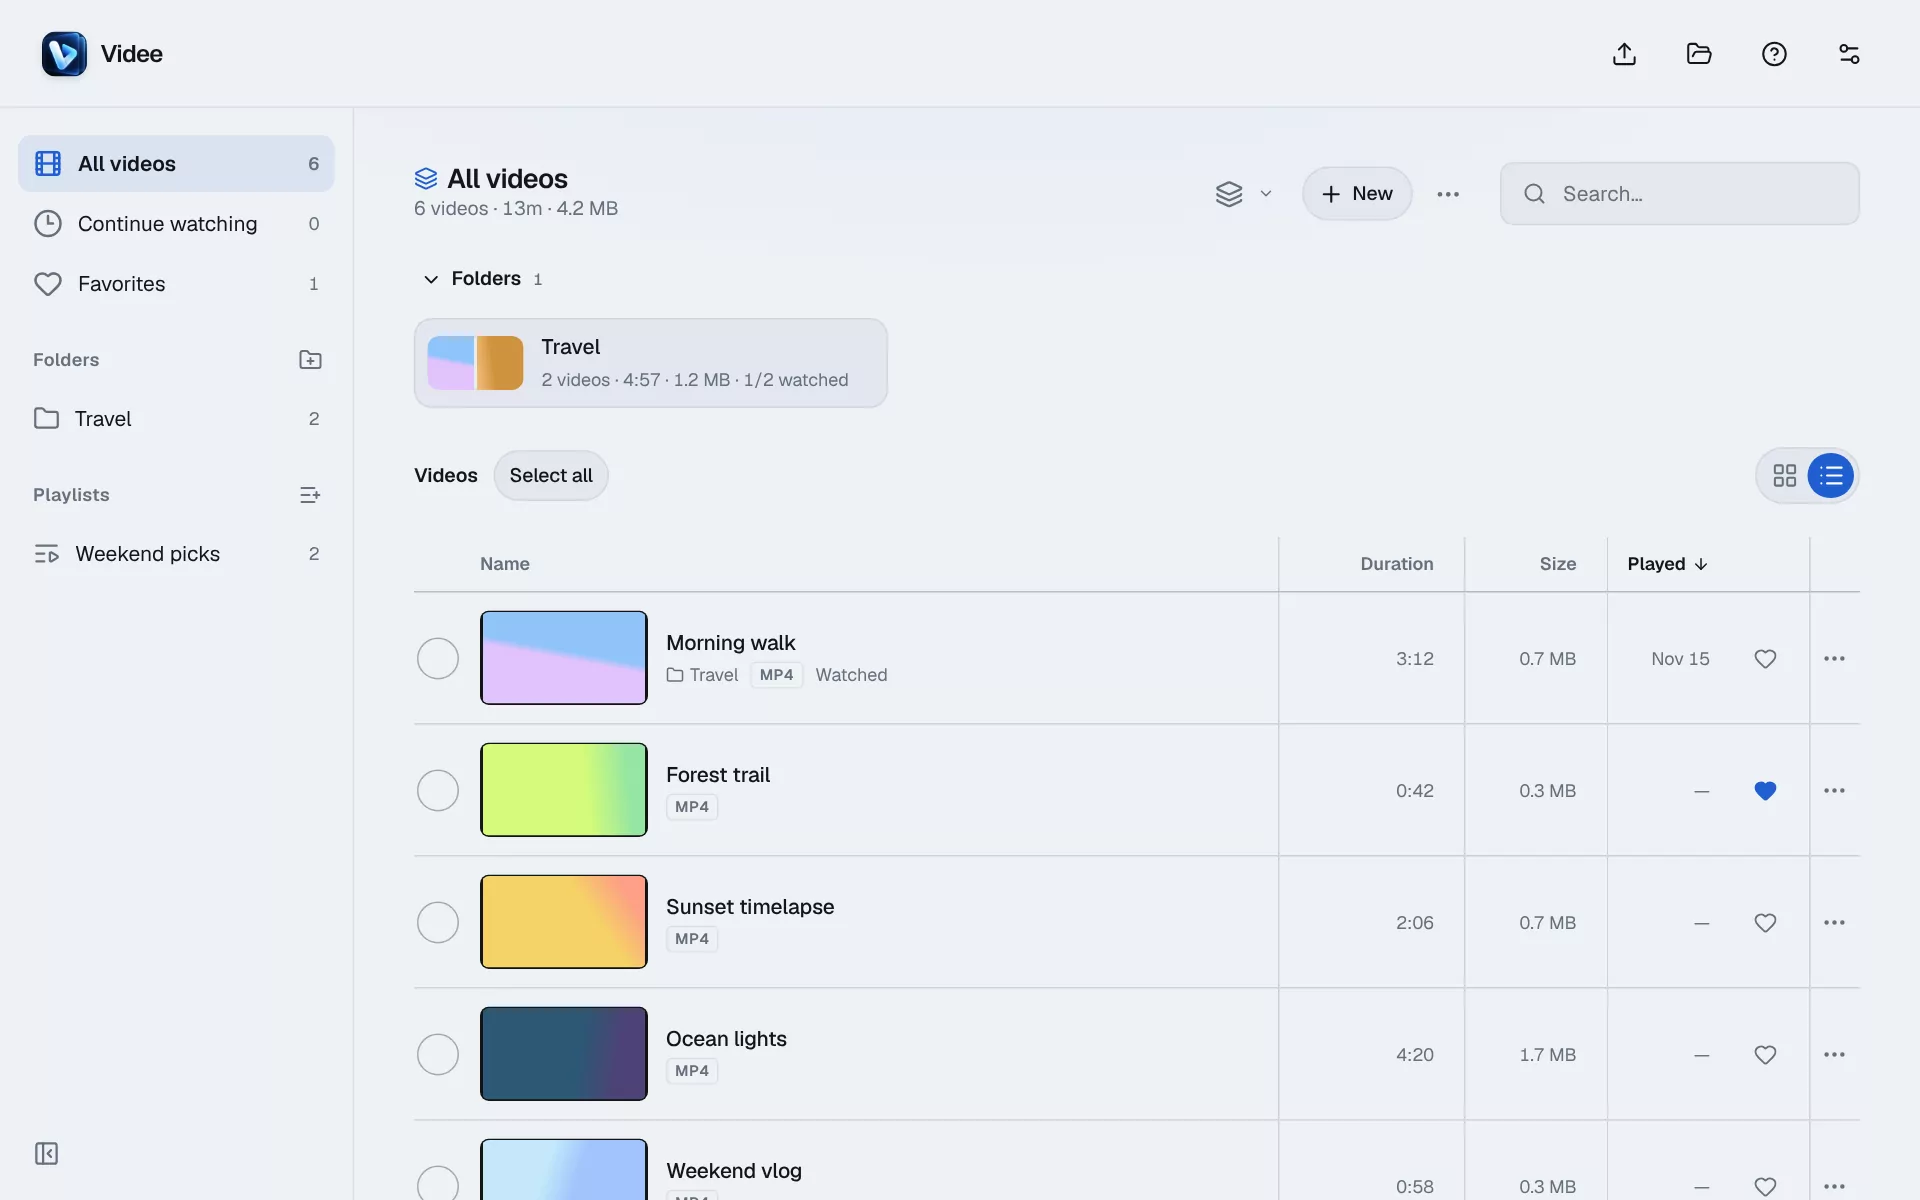 Videe
All videos 6
Continue watching 0
Favorites 1
Folders
Travel 2
Playlists
Weekend picks 2
All videos
6 videos · 13m · 4.2 MB
New
Search...
Folders 1
Travel
2 videos · 4:57 · 1.2 MB · 1/2 watched
Videos Select all
Name Duration Size Played ↓
Morning walk
Travel MP4 Watched
3:12 0.7 MB Nov 15
Forest trail
MP4
0:42 0.3 MB —
Sunset timelapse
MP4
2:06 0.7 MB —
Ocean lights
MP4
4:20 1.7 MB —
Weekend vlog
0:58 0.3 MB —